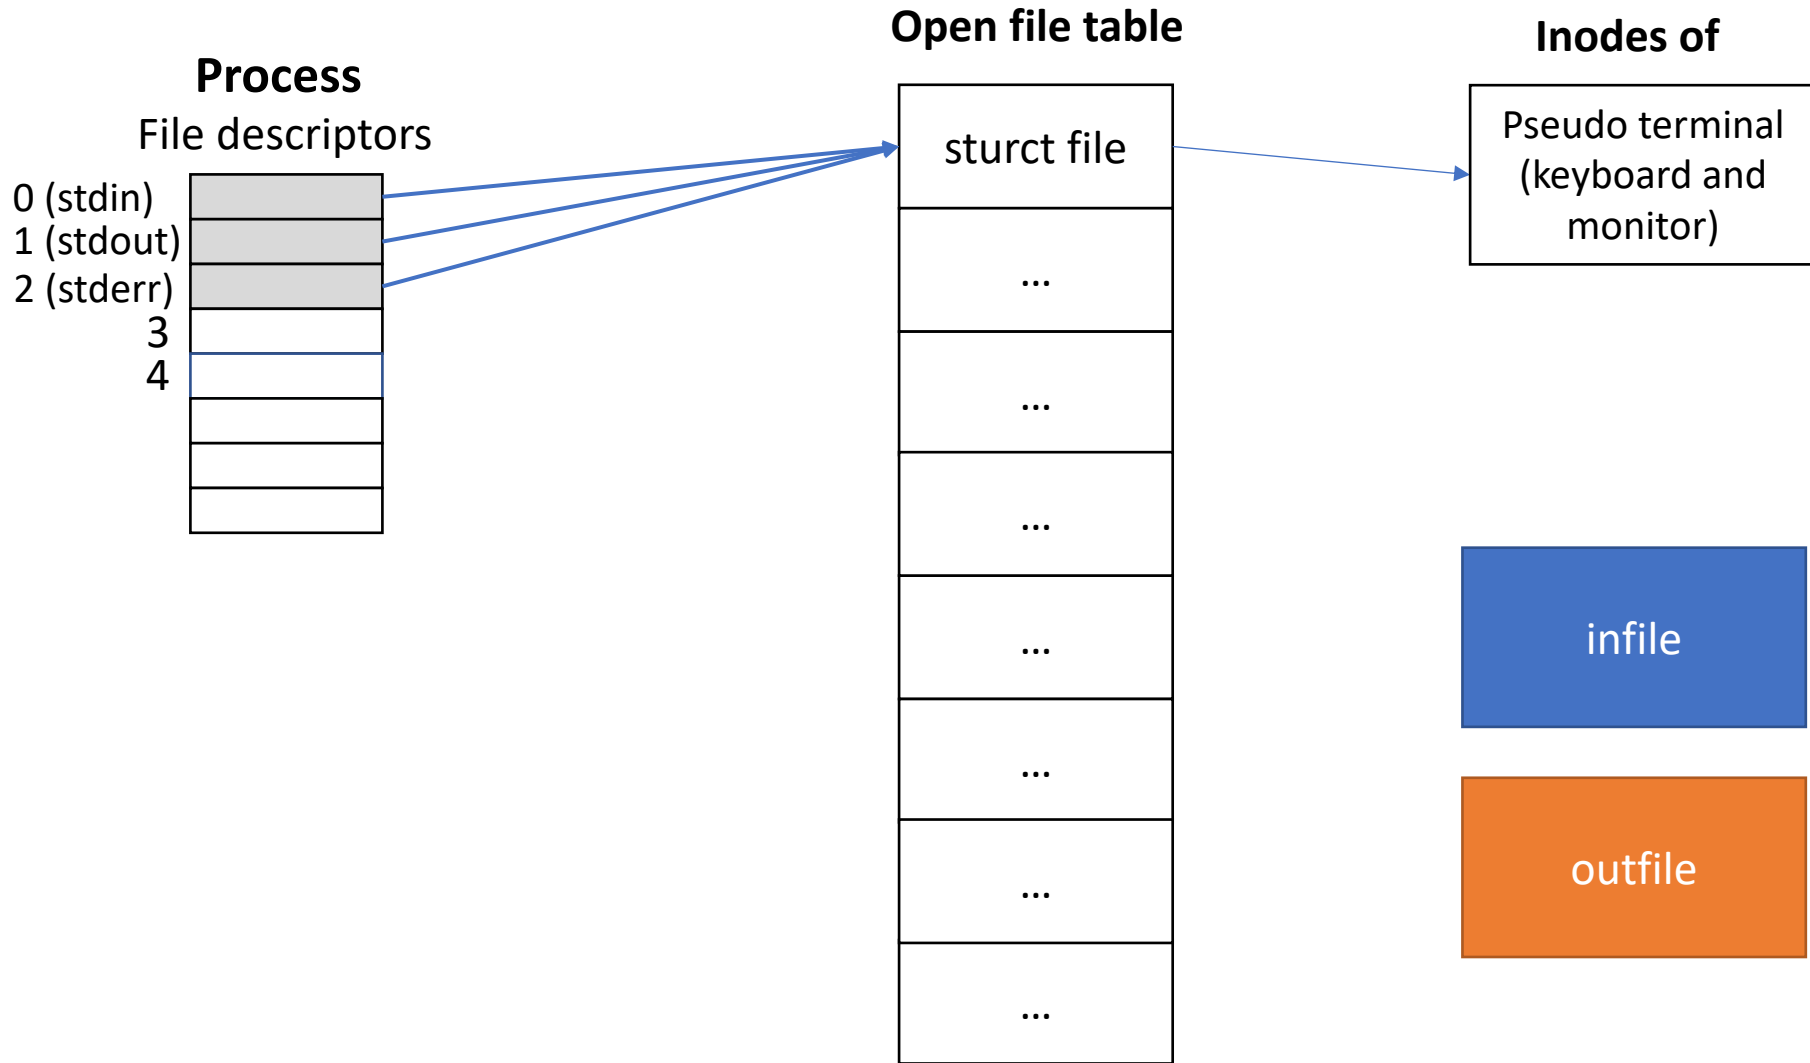 Process
File descriptors
0 (stdin)
1 (stdout)
2 (stderr)
3
4
Open file table
sturct file
...
...
...
...
...
...
...
Inodes of
Pseudo terminal
(keyboard and
monitor)
infile
outfile